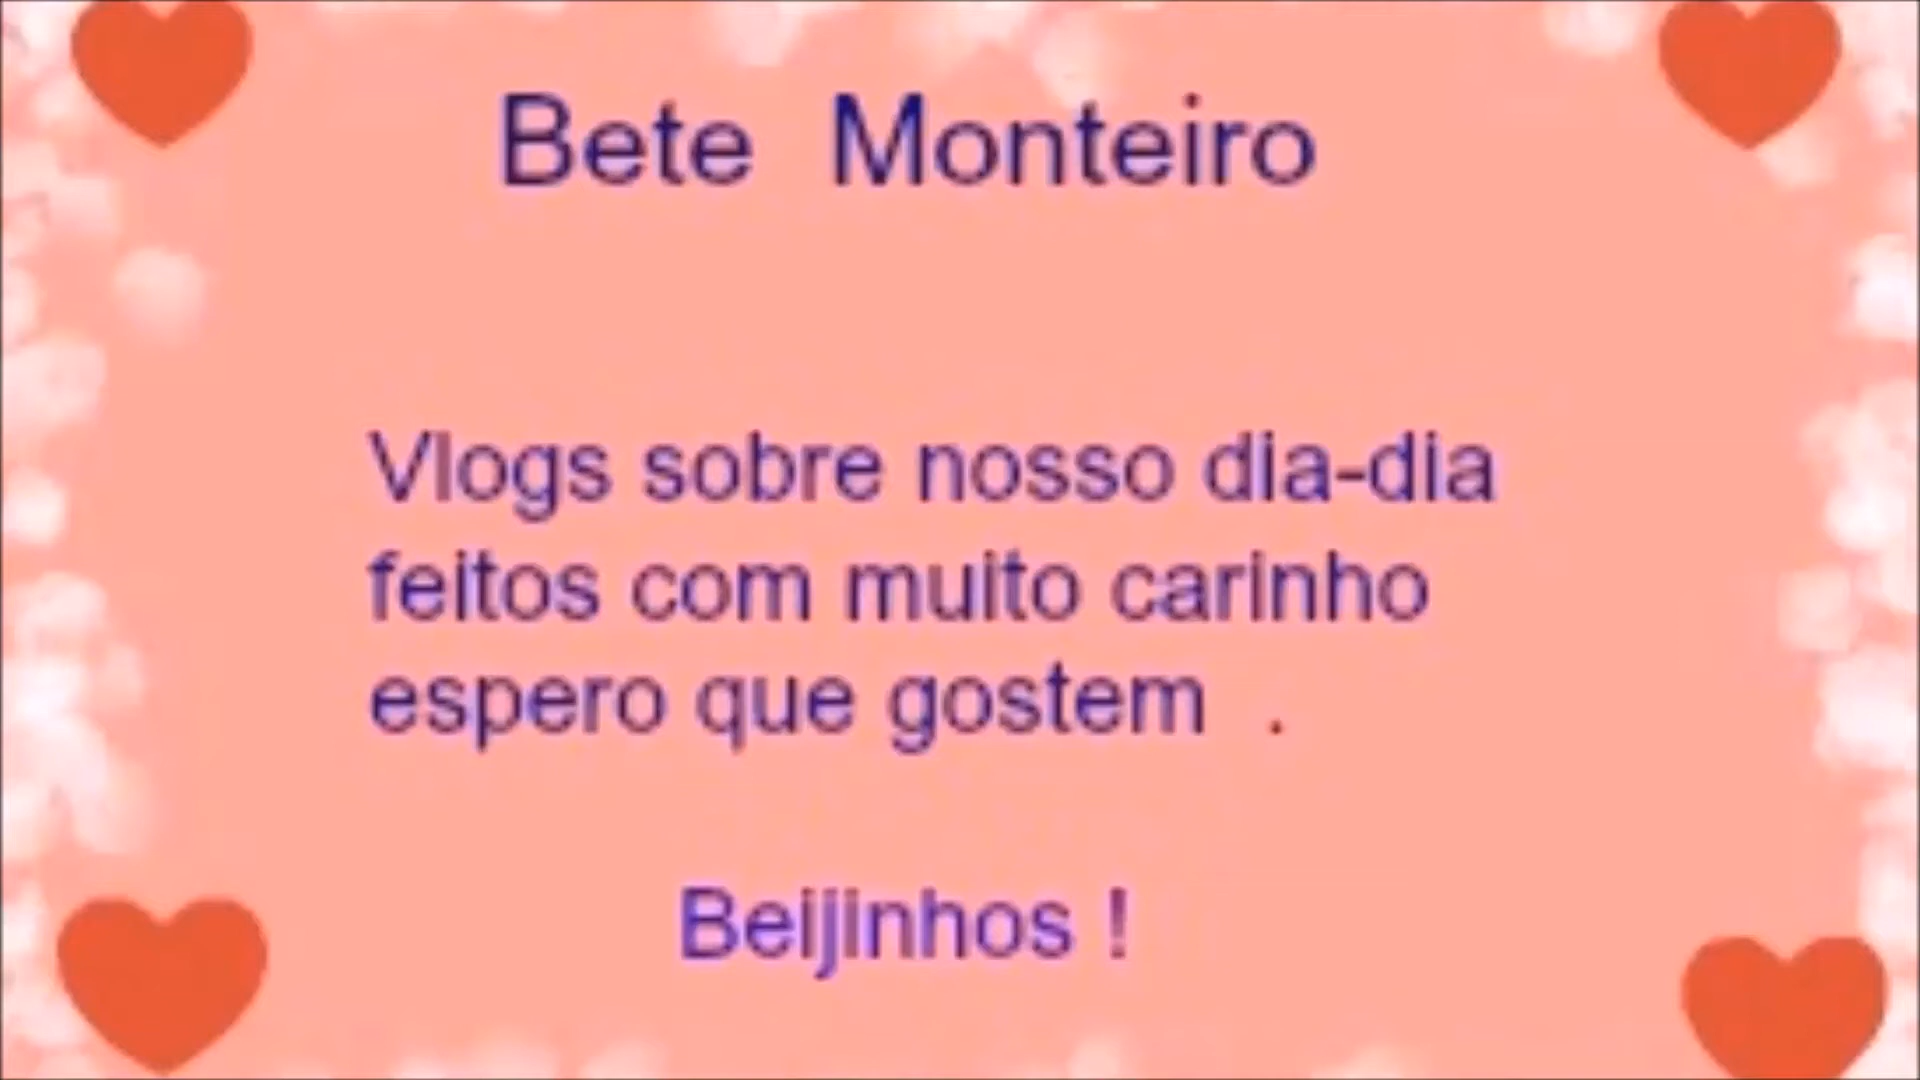 Bete Monteiro
Vlogs sobre nosso dia-dia
feitos com muito carinho
espero que gostem .
Beijinhos !